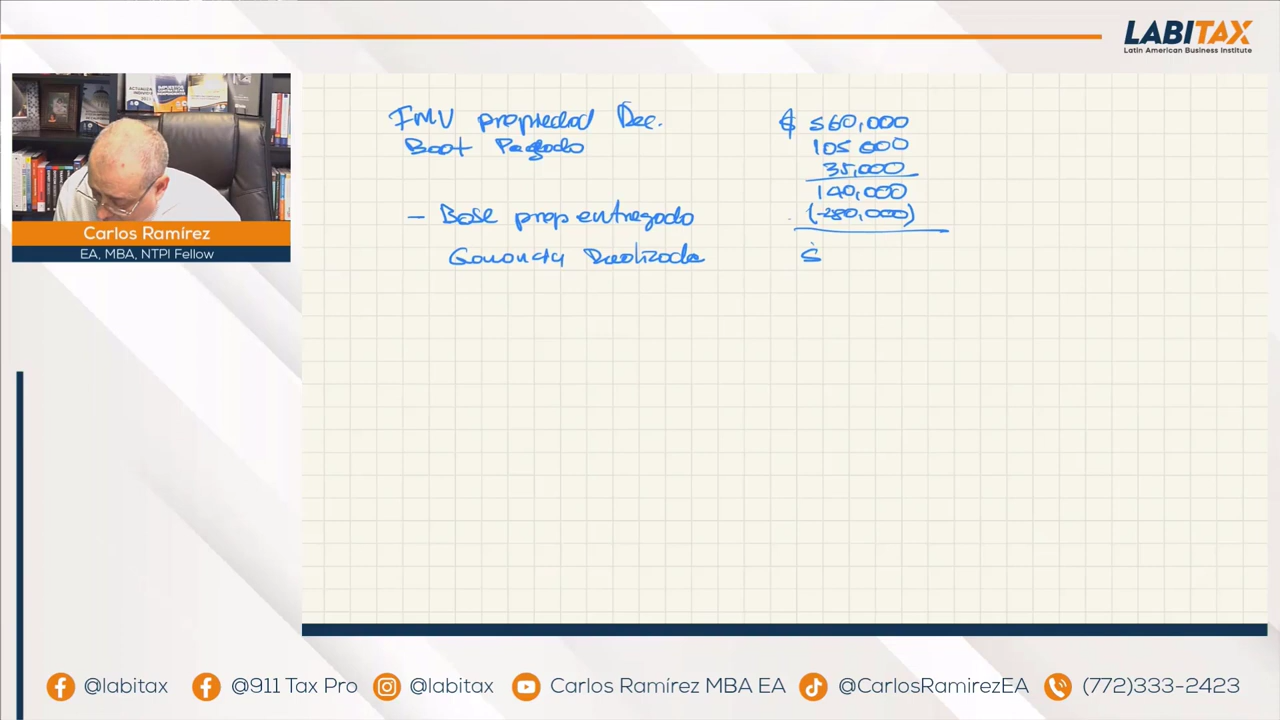 LABITAX
Latin American Business Institute
FMV propiedad Rec. $ 560,000
Boot Pagado 105 000
35,000
140,000
- Base prop entregado (-280,000)
Ganancia Realizada $
Carlos Ramírez
EA, MBA, NTPI Fellow
@labitax @911 Tax Pro @labitax Carlos Ramírez MBA EA @CarlosRamirezEA (772)333-2423